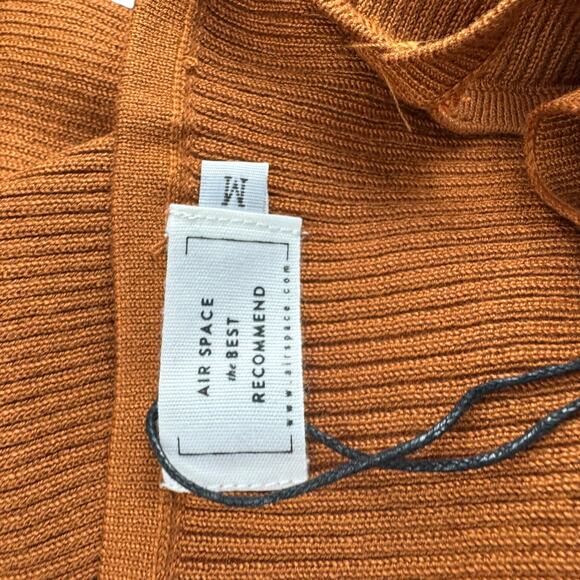 M
AIR SPACE
the BEST
RECOMMEND
www.airspace.com